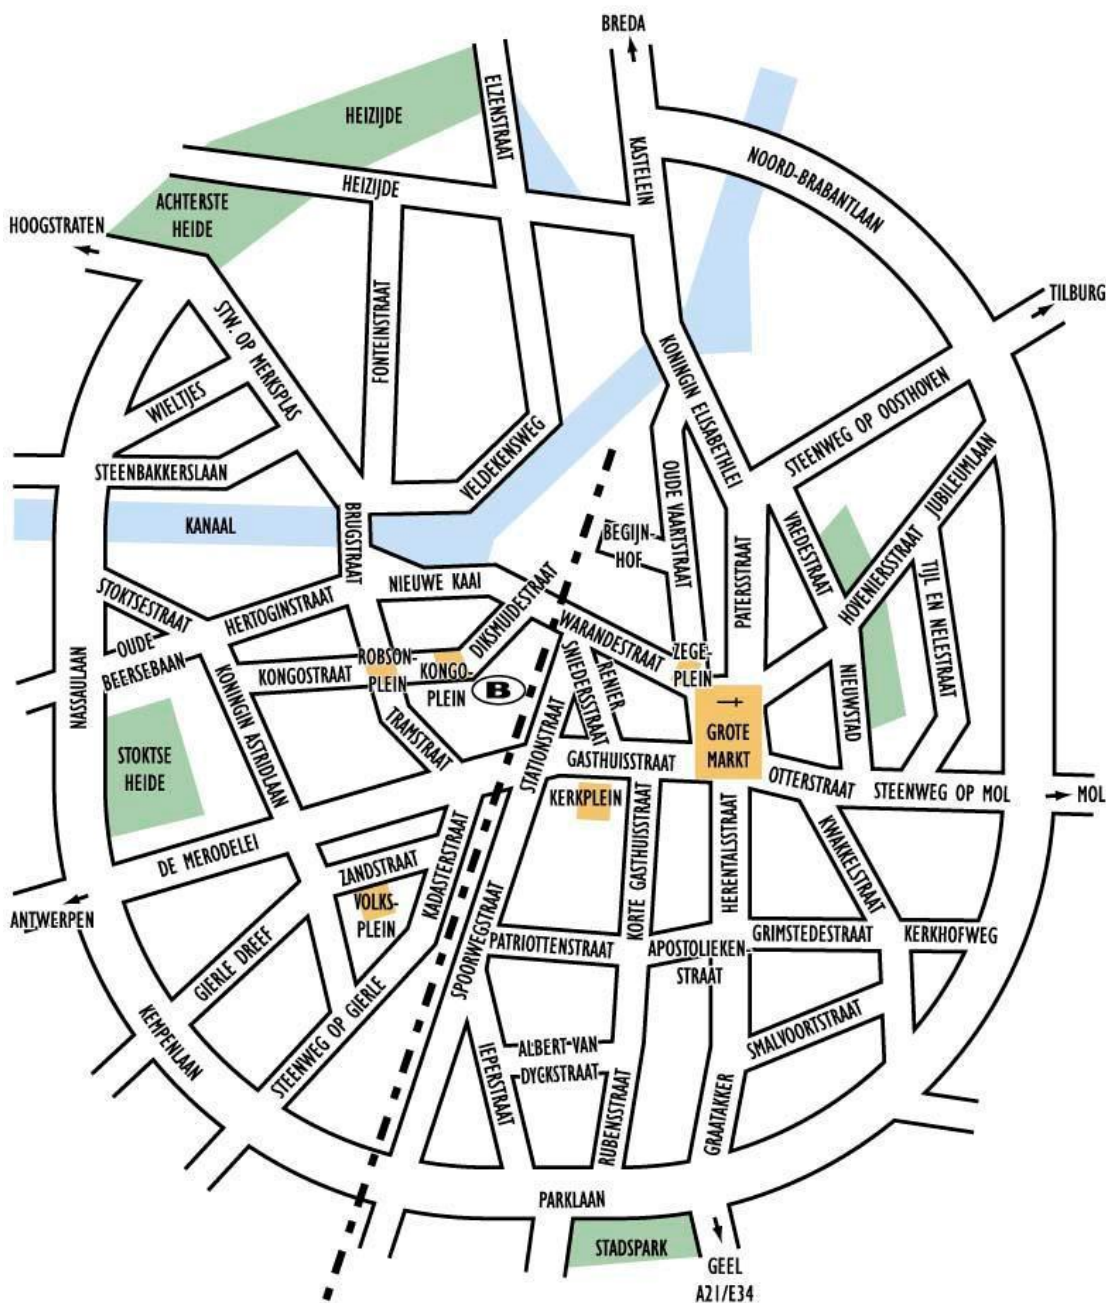 BREDA
HEIZIJDE
ELZENSTRAAT
KASTELEIN
NOORD-BRABANTLAAN
HEIZIJDE
ACHTERSTE
HEIDE
HOOGSTRATEN
TILBURG
STW. OP MERKSPLAS
FONTEINSTRAAT
KONINGIN ELISABETHLEI
STEENWEG OP OOSTHOVEN
WIELTJES
VELDEKENSWEG
JUBILEUMLAAN
STEENBAKKERSLAAN
OUDE VAARTSTRAAT
KANAAL
BRUGSTRAAT
BEGIJN-
HOF
PATERSSTRAAT
VREDESTRAAT
HOVENIERSSTRAAT
TIJL EN NELESTRAAT
STOKTSESTRAAT
HERTOGINSTRAAT
NIEUWE KAAI
DIKSMUIDESTRAAT
WARANDESTRAAT
OUDE
BEERSEBAAN
KONGOSTRAAT
ROBSON-
PLEIN
KONGO-
PLEIN
B
SNIEDERSSTRAAT
RENIER
ZEGE-
PLEIN
NIEUWSTAD
NASSAULAAN
KONINGIN ASTRIDLAAN
TRAMSTRAAT
STATIONSTRAAT
GROTE
MARKT
STOKTSE
HEIDE
GASTHUISSTRAAT
OTTERSTRAAT
STEENWEG OP MOL
MOL
KERKPLEIN
DE MERODELEI
ZANDSTRAAT
KADASTERSTRAAT
KORTE GASTHUISSTRAAT
HERENTALSSTRAAT
KWAKKELSTRAAT
ANTWERPEN
VOLKS-
PLEIN
GIERLE DREEF
SPOORWEGSTRAAT
PATRIOTTENSTRAAT
APOSTOLIEKEN-
STRAAT
GRIMSTEDESTRAAT
KERKHOFWEG
KEMPENLAAN
STEENWEG OP GIERLE
IEPERSTRAAT
ALBERT-VAN
DYCKSTRAAT
RUBENSSTRAAT
GRAATAKKER
SMALVOORTSTRAAT
PARKLAAN
STADSPARK
GEEL
A21/E34